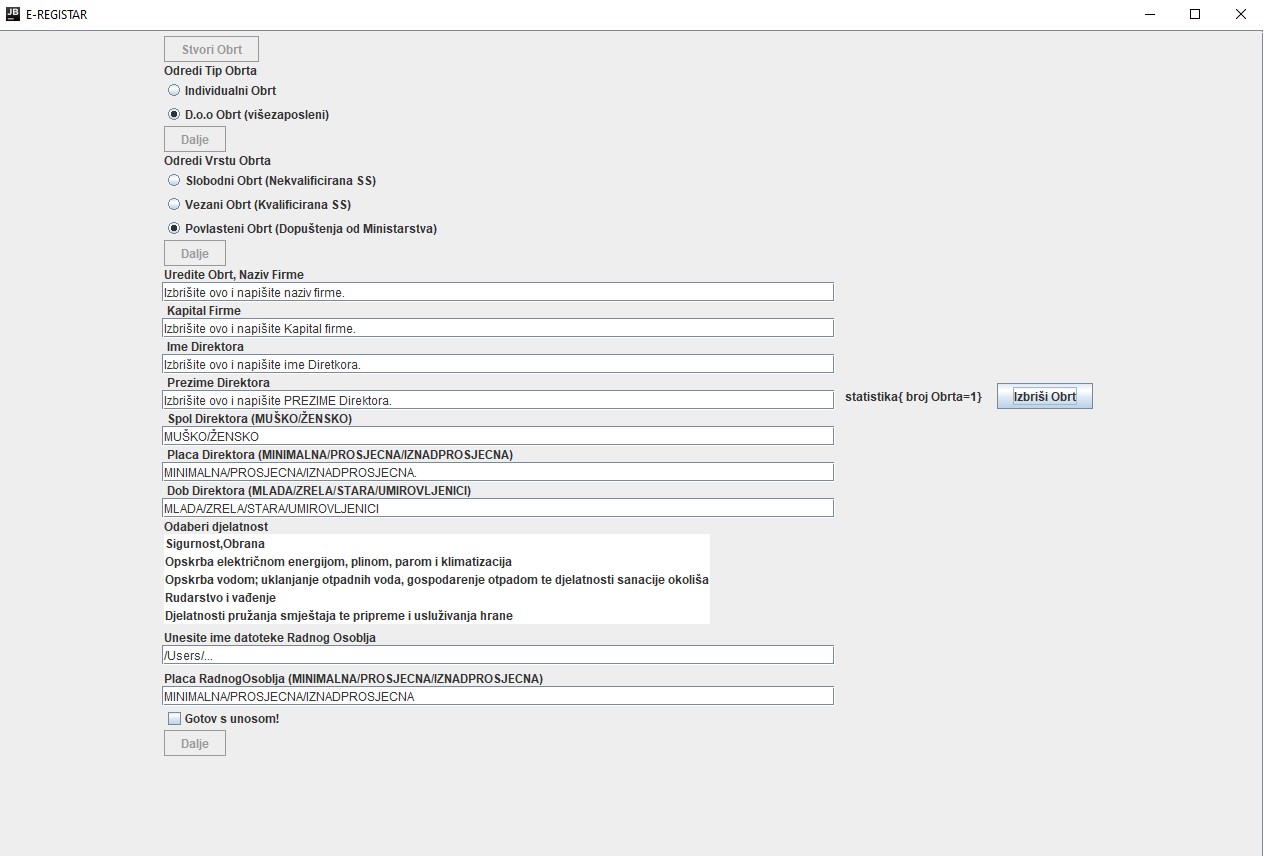 JB E-REGISTAR
Stvori Obrt
Odredi Tip Obrta
Individualni Obrt
D.o.o Obrt (višezaposleni)
Dalje
Odredi Vrstu Obrta
Slobodni Obrt (Nekvalificirana SS)
Vezani Obrt (Kvalificirana SS)
Povlasteni Obrt (Dopuštenja od Ministarstva)
Dalje
Uredite Obrt, Naziv Firme
Izbrišite ovo i napišite naziv firme.
Kapital Firme
Izbrišite ovo i napišite Kapital firme.
Ime Direktora
Izbrišite ovo i napišite ime Diretkora.
Prezime Direktora
Izbrišite ovo i napišite PREZIME Direktora.
statistika{ broj Obrta=1} Izbriši Obrt
Spol Direktora (MUŠKO/ŽENSKO)
MUŠKO/ŽENSKO
Placa Direktora (MINIMALNA/PROSJECNA/IZNADPROSJECNA)
MINIMALNA/PROSJECNA/IZNADPROSJECNA.
Dob Direktora (MLADA/ZRELA/STARA/UMIROVLJENICI)
MLADA/ZRELA/STARA/UMIROVLJENICI
Odaberi djelatnost
Sigurnost,Obrana
Opskrba električnom energijom, plinom, parom i klimatizacija
Opskrba vodom; uklanjanje otpadnih voda, gospodarenje otpadom te djelatnosti sanacije okoliša
Rudarstvo i vađenje
Djelatnosti pružanja smještaja te pripreme i usluživanja hrane
Unesite ime datoteke Radnog Osoblja
/Users/...
Placa RadnogOsoblja (MINIMALNA/PROSJECNA/IZNADPROSJECNA)
MINIMALNA/PROSJECNA/IZNADPROSJECNA
Gotov s unosom!
Dalje